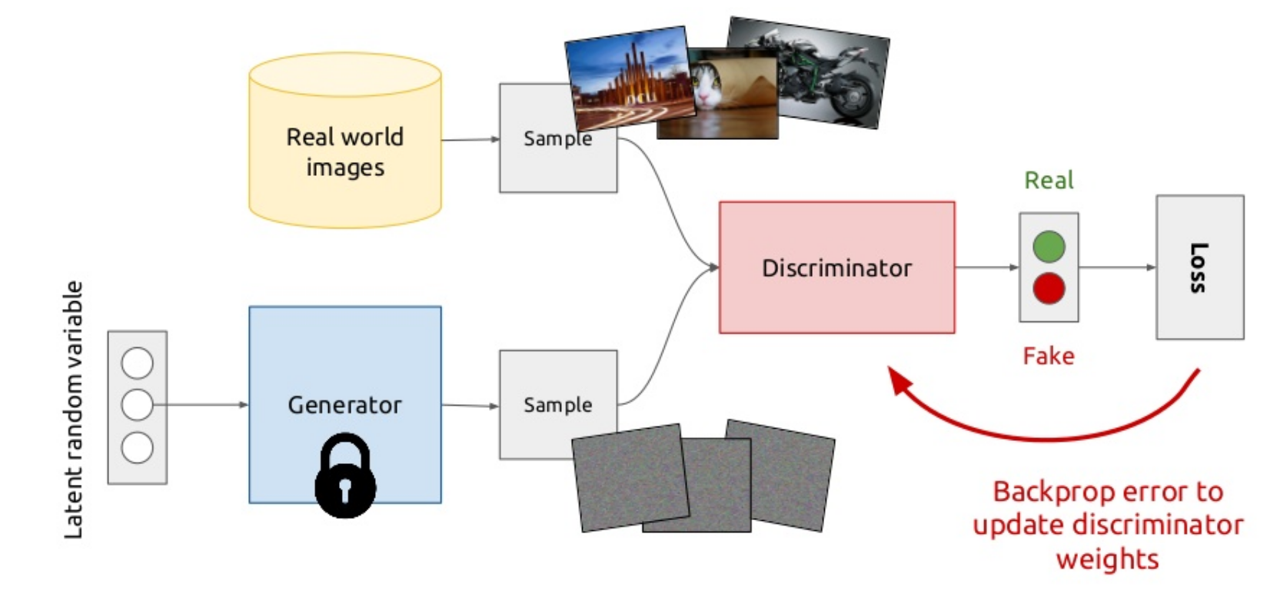 Real world
images
Sample
DCU
Real
Discriminator
Loss
Fake
Latent random variable
Generator
Sample
Backprop error to
update discriminator
weights